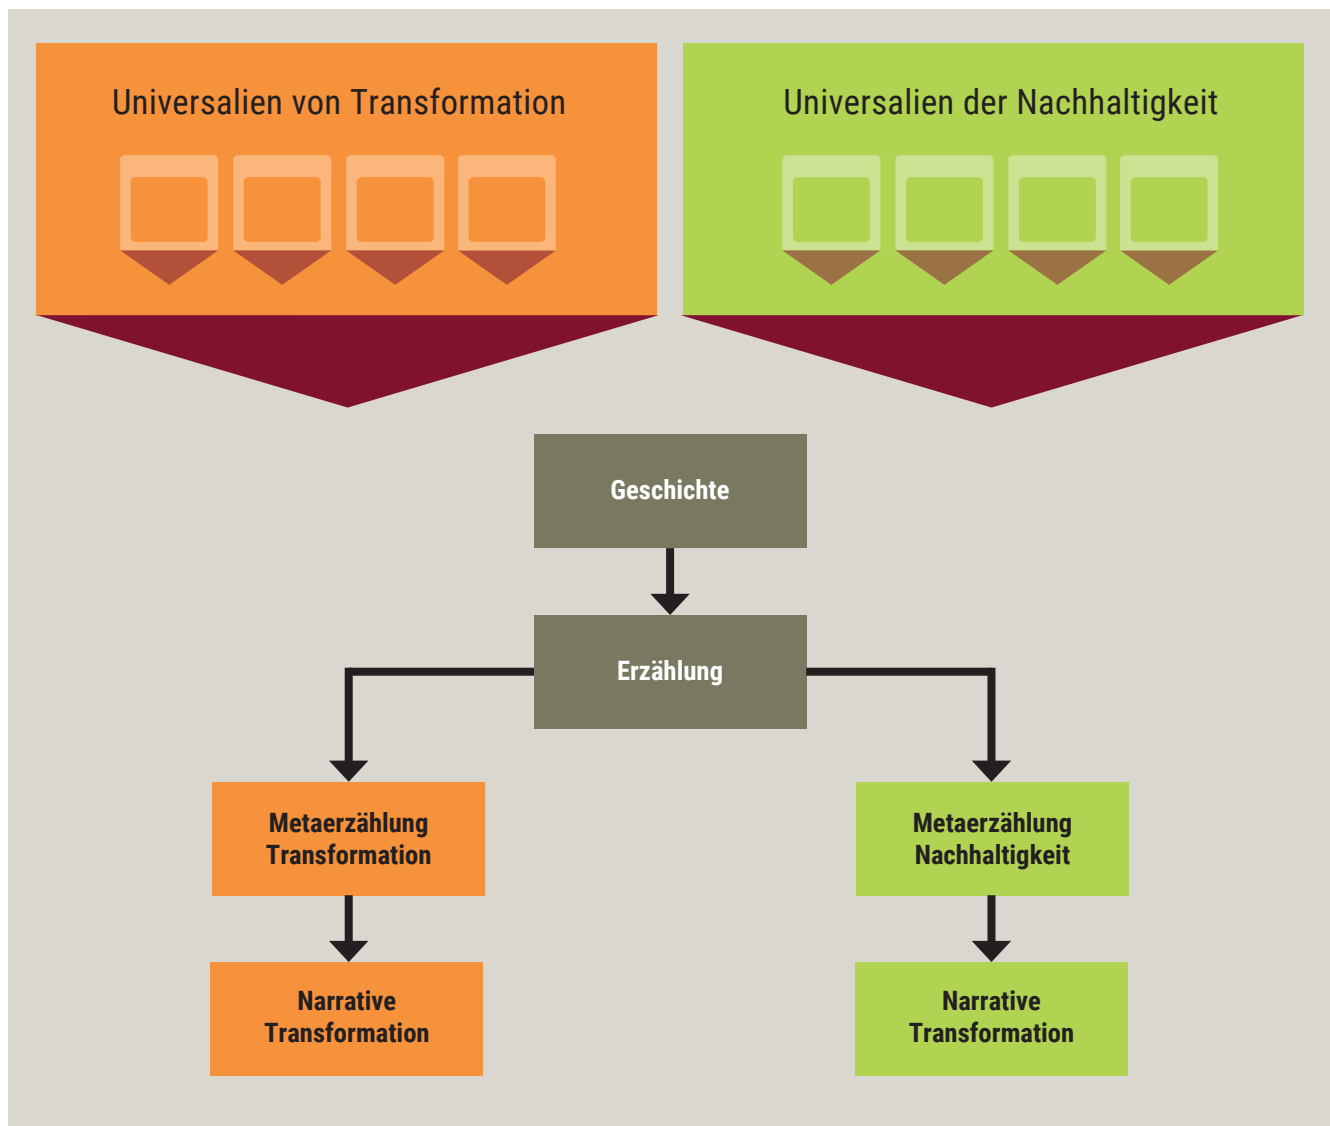 Universalien von Transformation
Universalien der Nachhaltigkeit
Geschichte
Erzählung
Metaerzählung
Transformation
Metaerzählung
Nachhaltigkeit
Narrative
Transformation
Narrative
Transformation